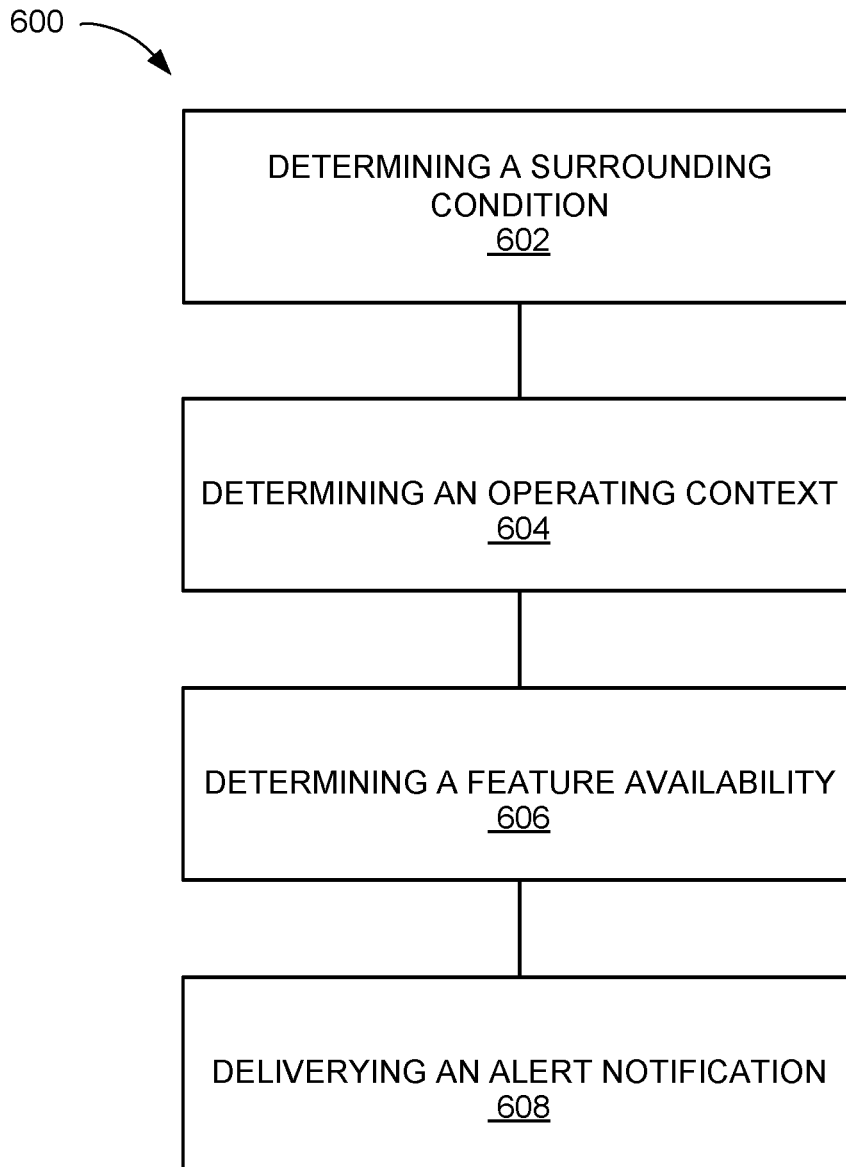 600
DETERMINING A SURROUNDING
CONDITION
602
DETERMINING AN OPERATING CONTEXT
604
DETERMINING A FEATURE AVAILABILITY
606
DELIVERYING AN ALERT NOTIFICATION
608